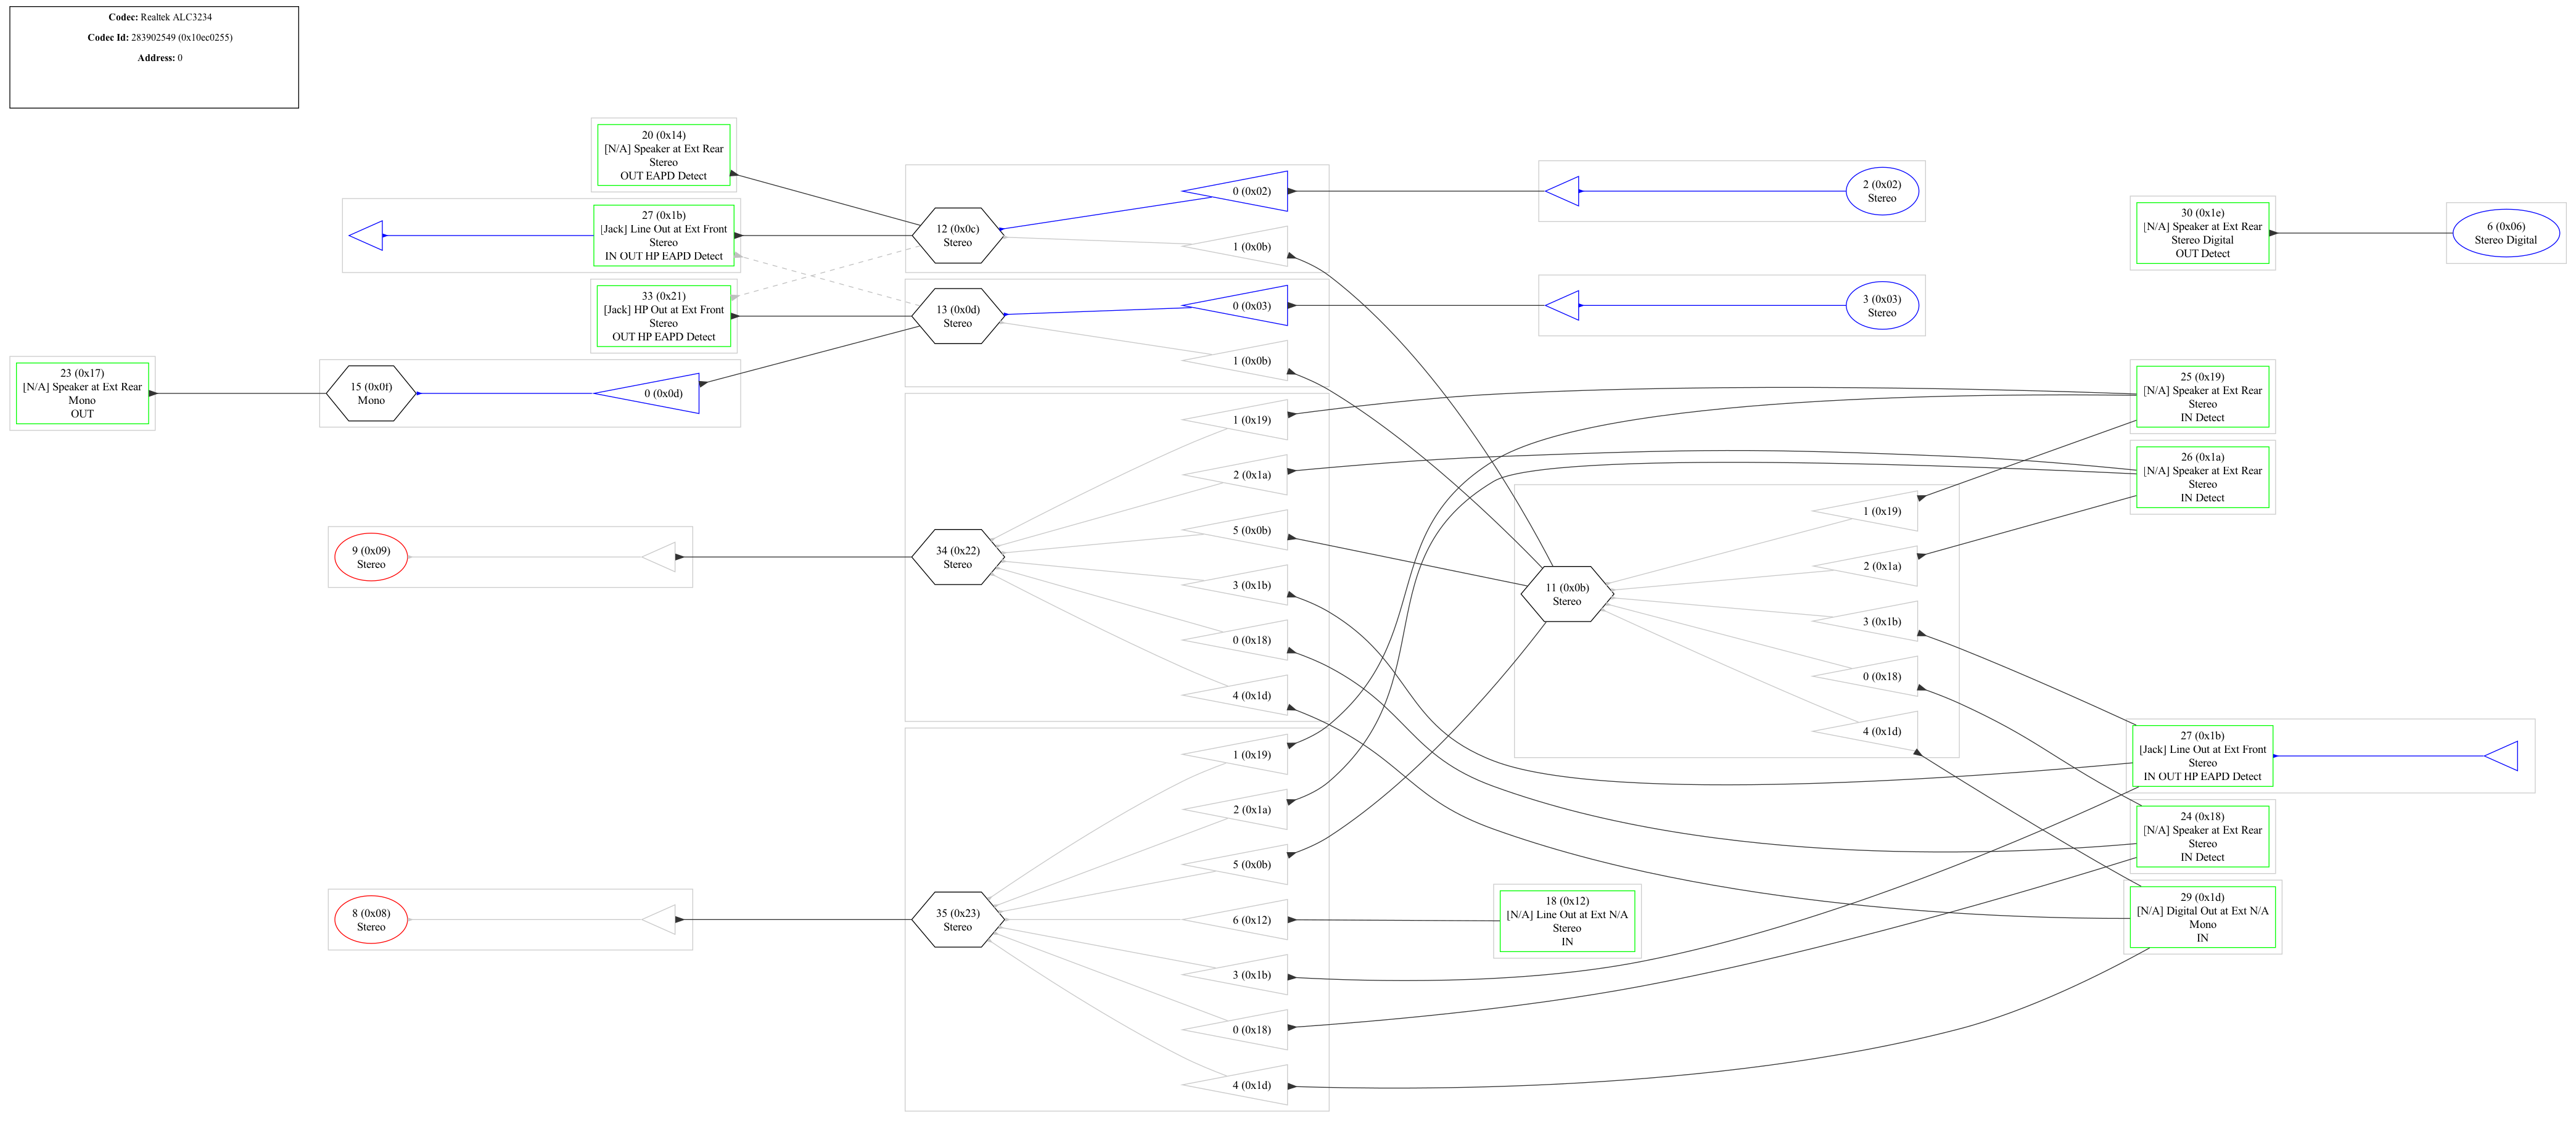 Codec: Realtek ALC3234
Codec Id: 283902549 (0x10ec0255)
Address: 0
20 (0x14)
[N/A] Speaker at Ext Rear
Stereo
OUT EAPD Detect
27 (0x1b)
[Jack] Line Out at Ext Front
Stereo
IN OUT HP EAPD Detect
33 (0x21)
[Jack] HP Out at Ext Front
Stereo
OUT HP EAPD Detect
23 (0x17)
[N/A] Speaker at Ext Rear
Mono
OUT
15 (0x0f)
Mono
0 (0x0d)
12 (0x0c)
Stereo
0 (0x02)
1 (0x0b)
13 (0x0d)
Stereo
0 (0x03)
1 (0x0b)
2 (0x02)
Stereo
3 (0x03)
Stereo
30 (0x1e)
[N/A] Speaker at Ext Rear
Stereo Digital
OUT Detect
6 (0x06)
Stereo Digital
9 (0x09)
Stereo
34 (0x22)
Stereo
1 (0x19)
2 (0x1a)
5 (0x0b)
3 (0x1b)
0 (0x18)
4 (0x1d)
11 (0x0b)
Stereo
1 (0x19)
2 (0x1a)
3 (0x1b)
0 (0x18)
4 (0x1d)
25 (0x19)
[N/A] Speaker at Ext Rear
Stereo
IN Detect
26 (0x1a)
[N/A] Speaker at Ext Rear
Stereo
IN Detect
27 (0x1b)
[Jack] Line Out at Ext Front
Stereo
IN OUT HP EAPD Detect
24 (0x18)
[N/A] Speaker at Ext Rear
Stereo
IN Detect
29 (0x1d)
[N/A] Digital Out at Ext N/A
Mono
IN
8 (0x08)
Stereo
35 (0x23)
Stereo
1 (0x19)
2 (0x1a)
5 (0x0b)
6 (0x12)
3 (0x1b)
0 (0x18)
4 (0x1d)
18 (0x12)
[N/A] Line Out at Ext N/A
Stereo
IN